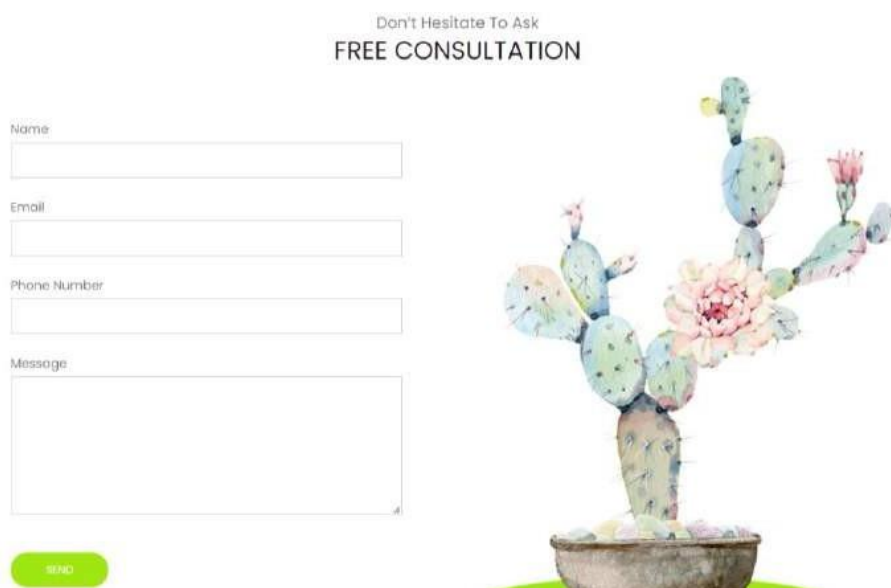 Don't Hesitate To Ask
FREE CONSULTATION
Name
Email
Phone Number
Message
SEND